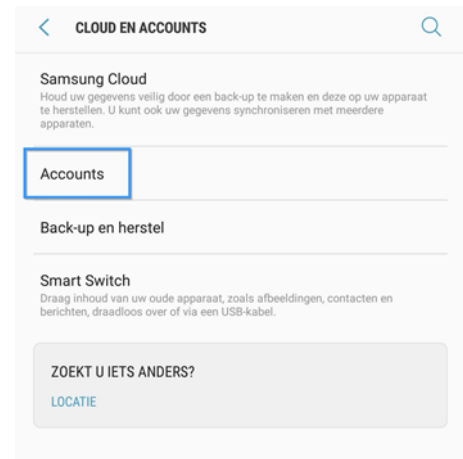 CLOUD EN ACCOUNTS
Samsung Cloud
Houd uw gegevens veilig door een back-up te maken en deze op uw apparaat
te herstellen. U kunt ook uw gegevens synchroniseren met meerdere
apparaten.
Accounts
Back-up en herstel
Smart Switch
Draag inhoud van uw oude apparaat, zoals afbeeldingen, contacten en
berichten, draadloos over of via een USB-kabel.
ZOEKT U IETS ANDERS?
LOCATIE